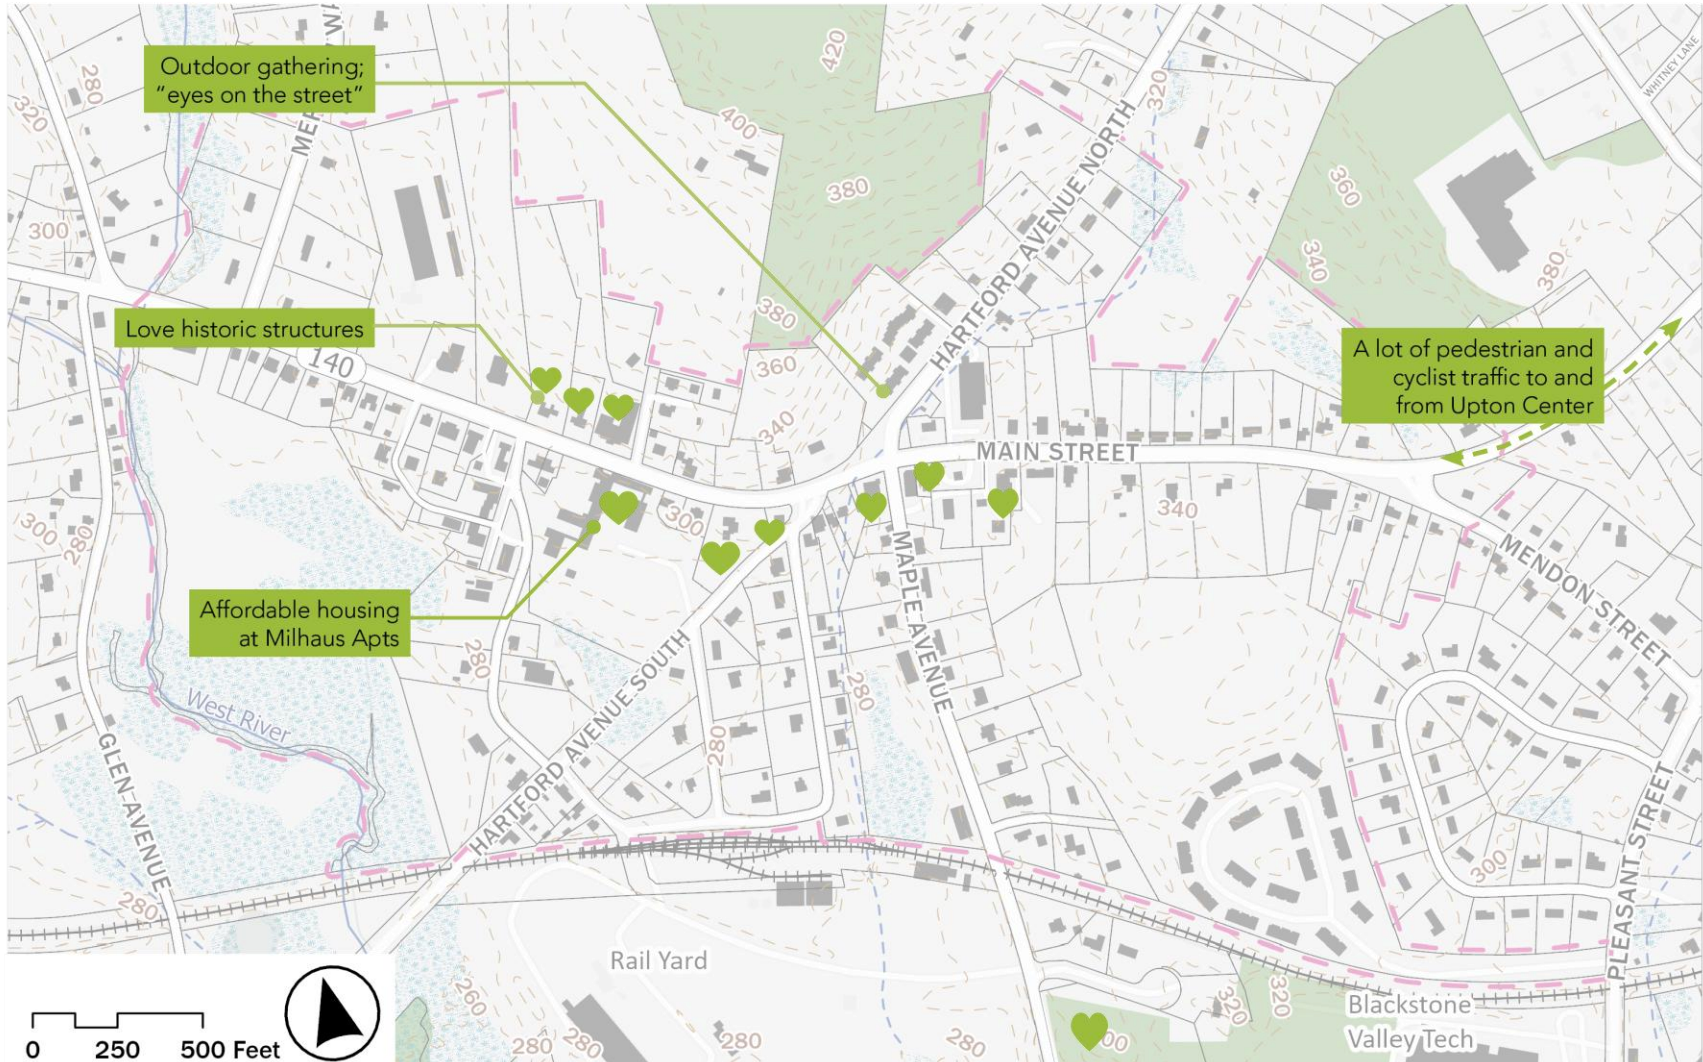 280
MER
320
Outdoor gathering;
"eyes on the street"
420
400
320
WHITNEY LANE
HARTFORD AVENUE NORTH
380
360
300
340
380
Love historic structures
140
380
360
340
A lot of pedestrian and
cyclist traffic to and
from Upton Center
MAIN STREET
300
280
300
340
MENDON STREET
MAPLE AVENUE
Affordable housing
at Milhaus Apts
280
HARTFORD AVENUE SOUTH
280
280
West River
GLEN AVENUE
PLEASANT STREET
300
280
Rail Yard
260
320
320
Blackstone
Valley Tech
280
280
280
280
0 250 500 Feet